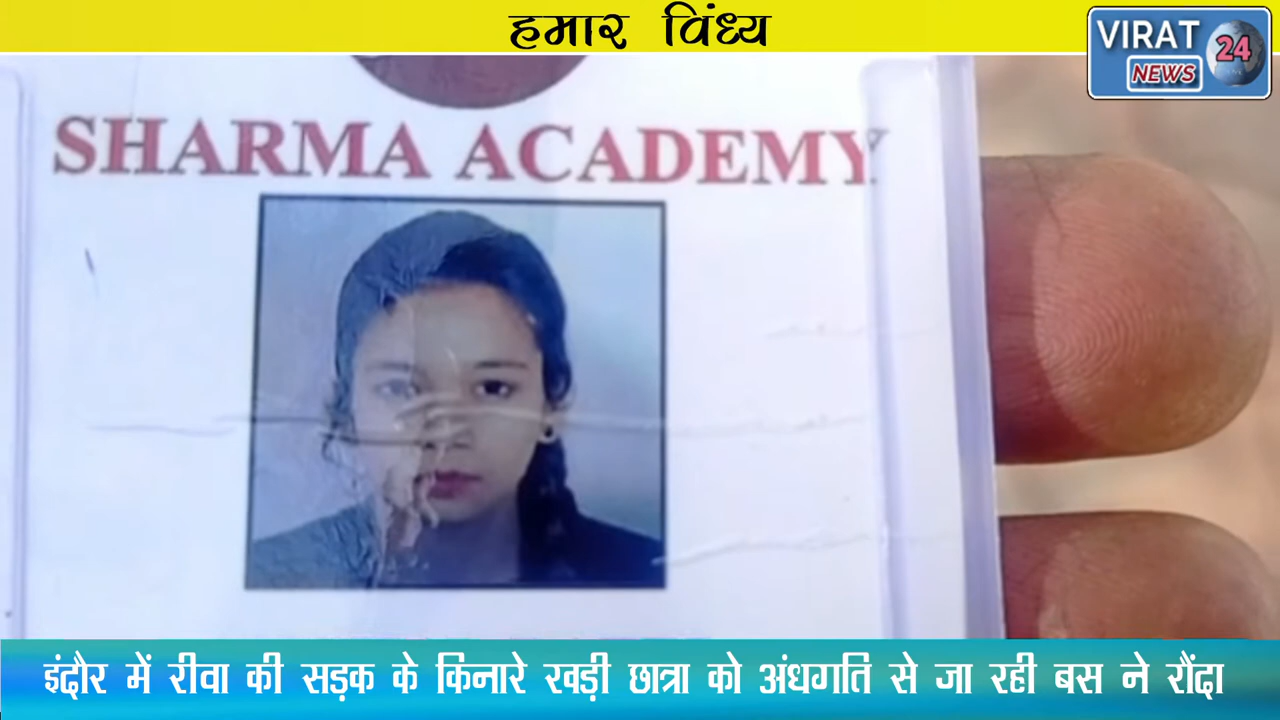 हमार विंध्य
VIRAT
24
NEWS
SHARMA ACADEMY
इंदौर में रीवा की सड़क के किनारे खड़ी छात्रा को अंधगति से जा रही बस ने रौंदा